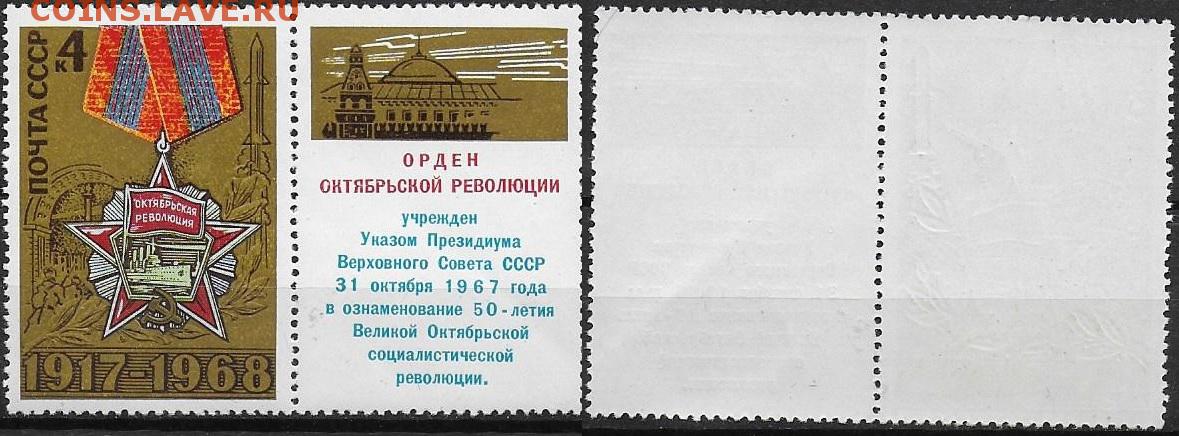 COINS.LAVE.RU
ПОЧТА СССР
4
к
ОКТЯБРЬСКАЯ
РЕВОЛЮЦИЯ
1917-1968
ОРДЕН
ОКТЯБРЬСКОЙ РЕВОЛЮЦИИ
учрежден
Указом Президиума
Верховного Совета СССР
31 октября 1967 года
в ознаменование 50-летия
Великой Октябрьской
социалистической
революции.